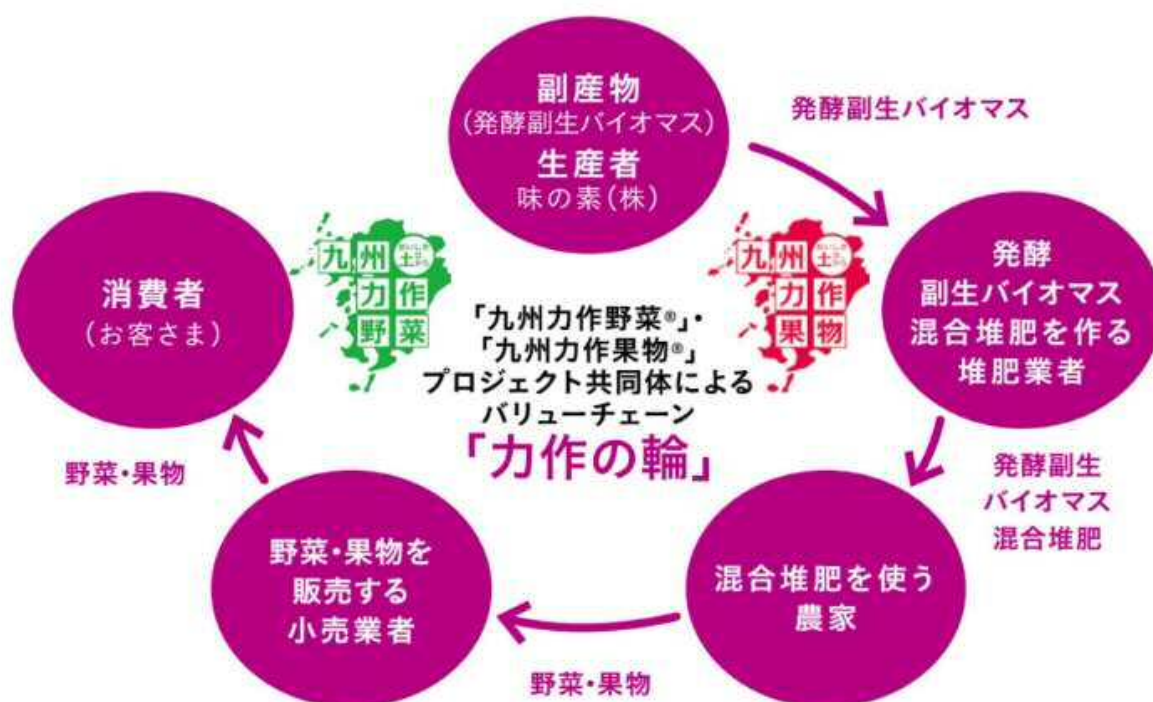 副産物
(発酵副生バイオマス)
生産者
味の素(株)
発酵副生バイオマス
発酵
副生バイオマス
混合堆肥を作る
堆肥業者
発酵副生
バイオマス
混合堆肥
混合堆肥を使う
農家
野菜・果物
野菜・果物を
販売する
小売業者
野菜・果物
消費者
(お客さま)
九州
力作
野菜
九州
力作
果物
「九州力作野菜®」・
「九州力作果物®」
プロジェクト共同体による
バリューチェーン
「力作の輪」